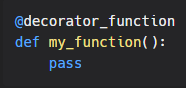 @decorator_function
def my_function():
    pass